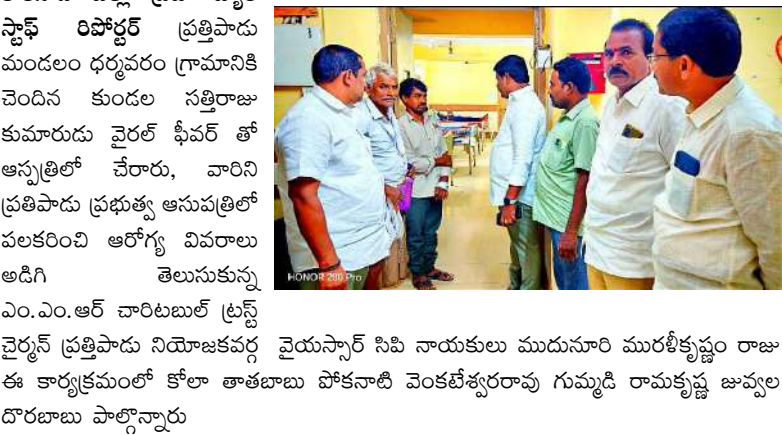 స్టాఫ్ రిపోర్టర్ ప్రత్తిపాడు
మండలం ధర్మవరం గ్రామానికి
చెందిన కుండల సత్తిరాజు
కుమారుడు వైరల్ ఫీవర్ తో
ఆస్పత్రిలో చేరారు, వారిని
ప్రతిపాడు ప్రభుత్వ ఆసుపత్రిలో
పలకరించి ఆరోగ్య వివరాలు
అడిగి తెలుసుకున్న
ఎం.ఎం.ఆర్ చారిటబుల్ ట్రస్ట్
చైర్మన్ ప్రత్తిపాడు నియోజకవర్గ వైయస్సార్ సిపి నాయకులు ముదునూరి మురళీకృష్ణం రాజు
ఈ కార్యక్రమంలో కోలా తాతబాబు పోకనాటి వెంకటేశ్వరరావు గుమ్మడి రామకృష్ణ జువ్వల
దొరబాబు పాల్గొన్నారు
HONOR 200 Pro